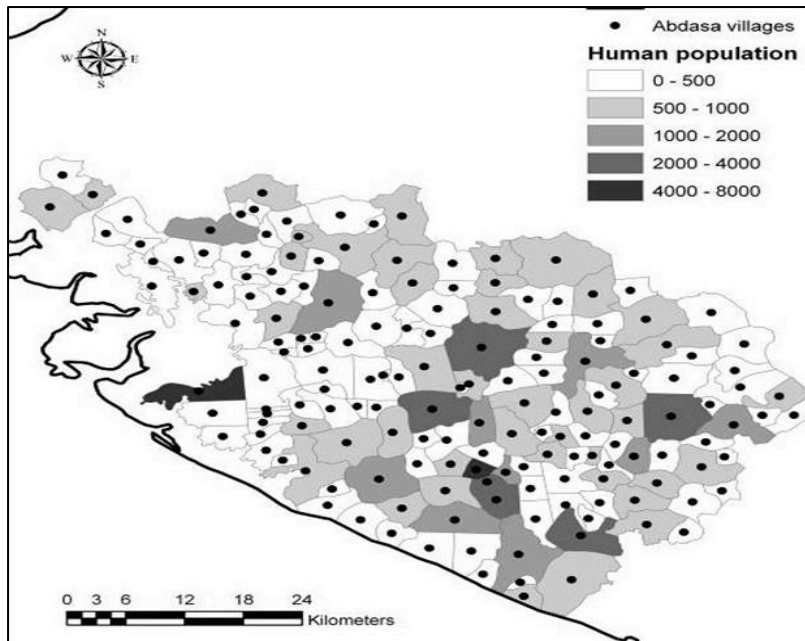 Abdasa villages
N
W E
S
Human population
0 - 500
500 - 1000
1000 - 2000
2000 - 4000
4000 - 8000
0 3 6 12 18 24
Kilometers